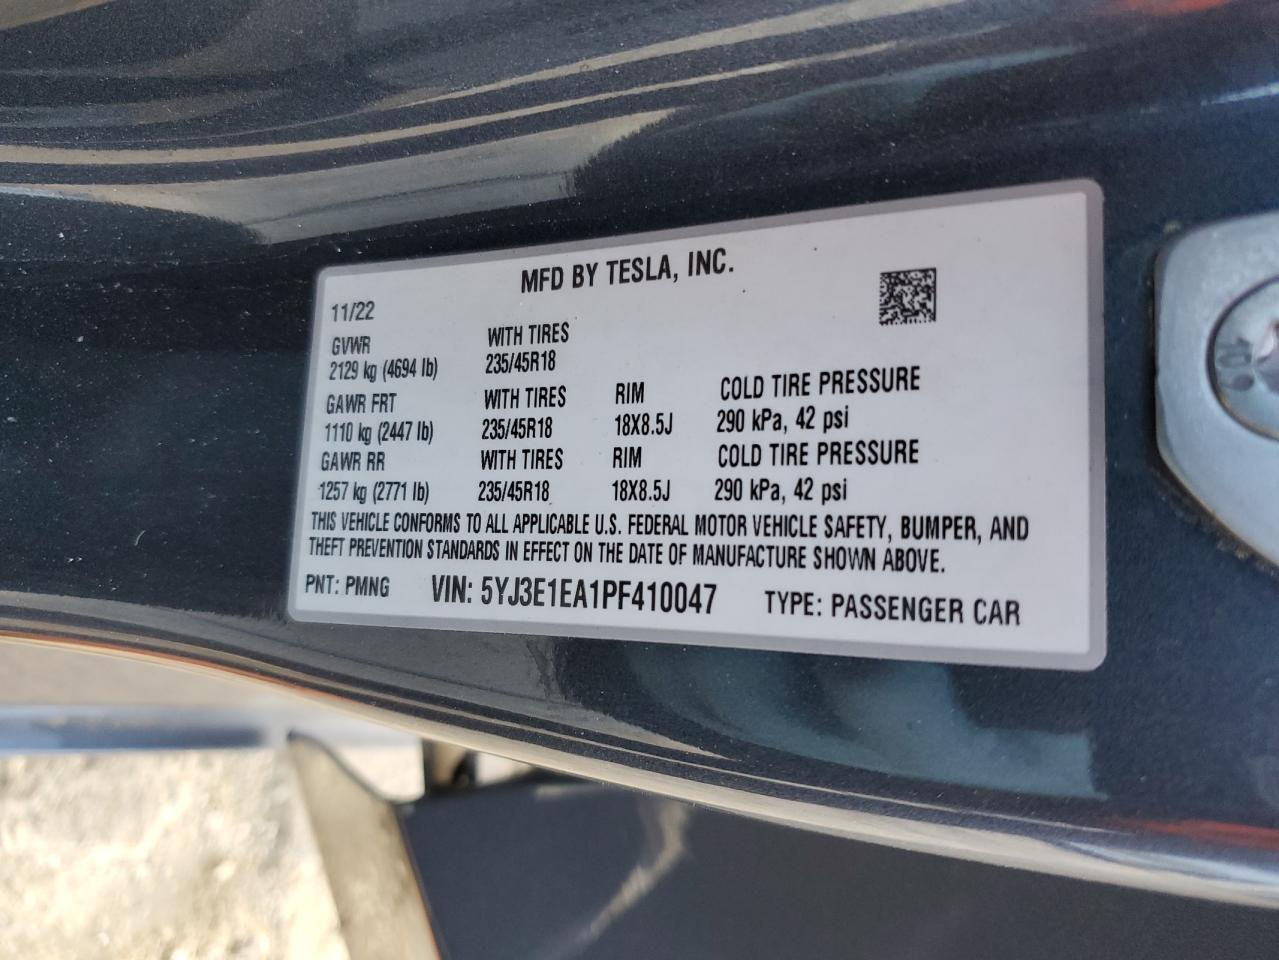 MFD BY TESLA, INC.
11/22
GVWR WITH TIRES
2129 kg (4694 lb) 235/45R18
GAWR FRT WITH TIRES RIM COLD TIRE PRESSURE
1110 kg (2447 lb) 235/45R18 18X8.5J 290 kPa, 42 psi
GAWR RR WITH TIRES RIM COLD TIRE PRESSURE
1257 kg (2771 lb) 235/45R18 18X8.5J 290 kPa, 42 psi
THIS VEHICLE CONFORMS TO ALL APPLICABLE U.S. FEDERAL MOTOR VEHICLE SAFETY, BUMPER, AND
THEFT PREVENTION STANDARDS IN EFFECT ON THE DATE OF MANUFACTURE SHOWN ABOVE.
PNT: PMNG VIN: 5YJ3E1EA1PF410047 TYPE: PASSENGER CAR